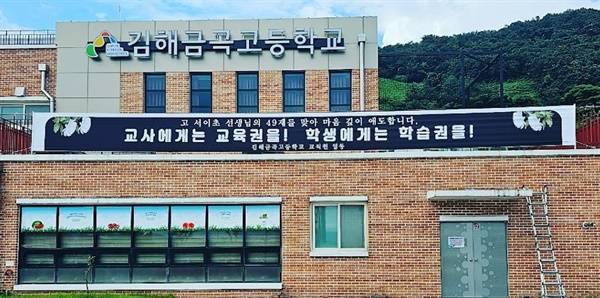 김해금곡고등학교
고 서이초 선생님의 49재를 맞아 마음 깊이 애도합니다.
교사에게는 교육권을! 학생에게는 학습권을!
김해금곡고등학교 교직원 일동